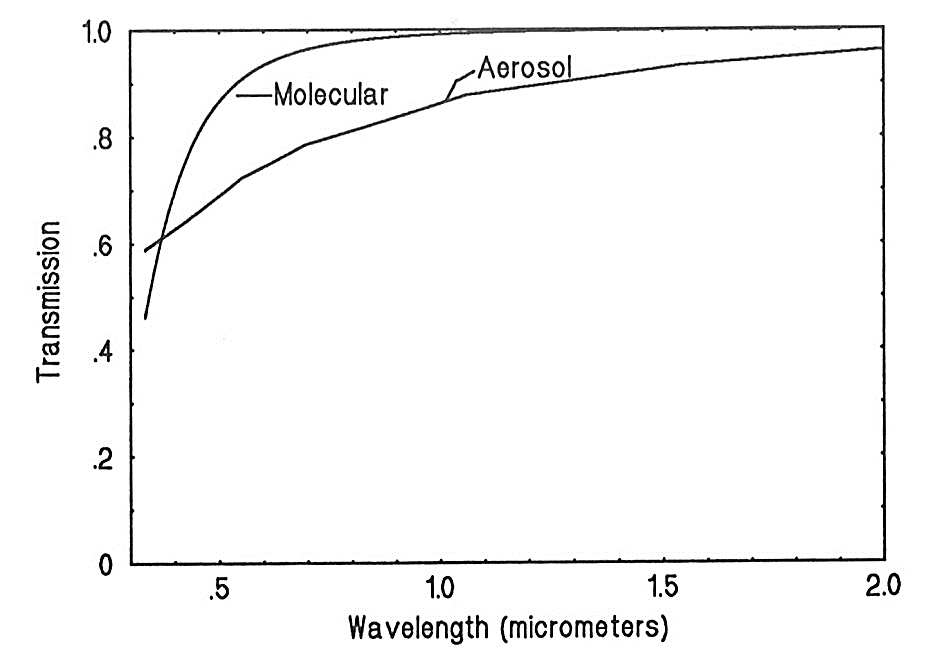 1.0
Aerosol
Molecular
.8
.6
.4
.2
0
Transmission
.5
1.0
1.5
2.0
Wavelength (micrometers)